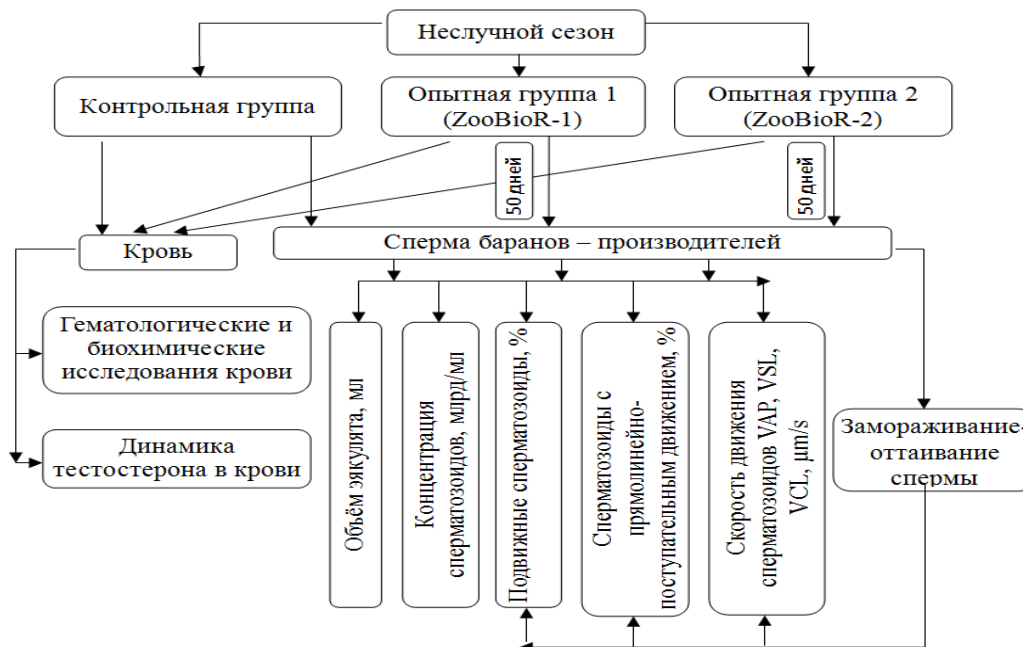 Неслучной сезон
Контрольная группа
Опытная группа 1
(ZooBioR-1)
Опытная группа 2
(ZooBioR-2)
50 дней
50 дней
Кровь
Сперма баранов – производителей
Гематологические и
биохимические
исследования крови
Динамика
тестостерона в крови
Объём эякулята, мл
Концентрация
сперматозоидов, млрд/мл
Подвижные сперматозоиды, %
Сперматозоиды с
прямолинейно-
поступательным движением, %
Скорость движения
сперматозоидов VAP, VSL,
VCL, µm/s
Замораживание-
оттаивание
спермы